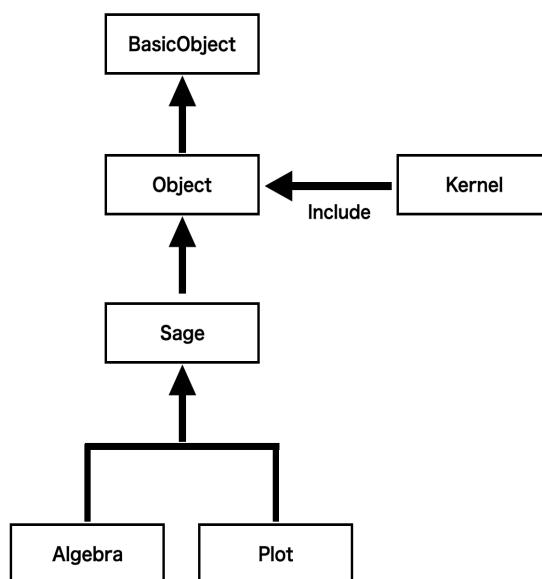 BasicObject
Object
Kernel
Include
Sage
Algebra
Plot